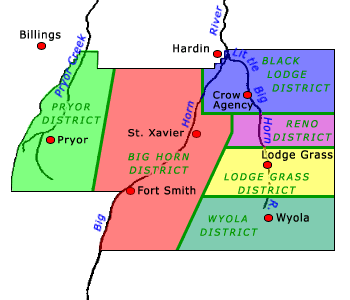 River
Billings
Hardin
Pryor Creek
Little
Big
Horn
R.
BLACK
LODGE
DISTRICT
PRYOR
DISTRICT
Crow
Agency
Horn
RENO
DISTRICT
St. Xavier
Pryor
BIG HORN
DISTRICT
Lodge Grass
LODGE GRASS
DISTRICT
Fort Smith
Big
WYOLA
DISTRICT
Wyola